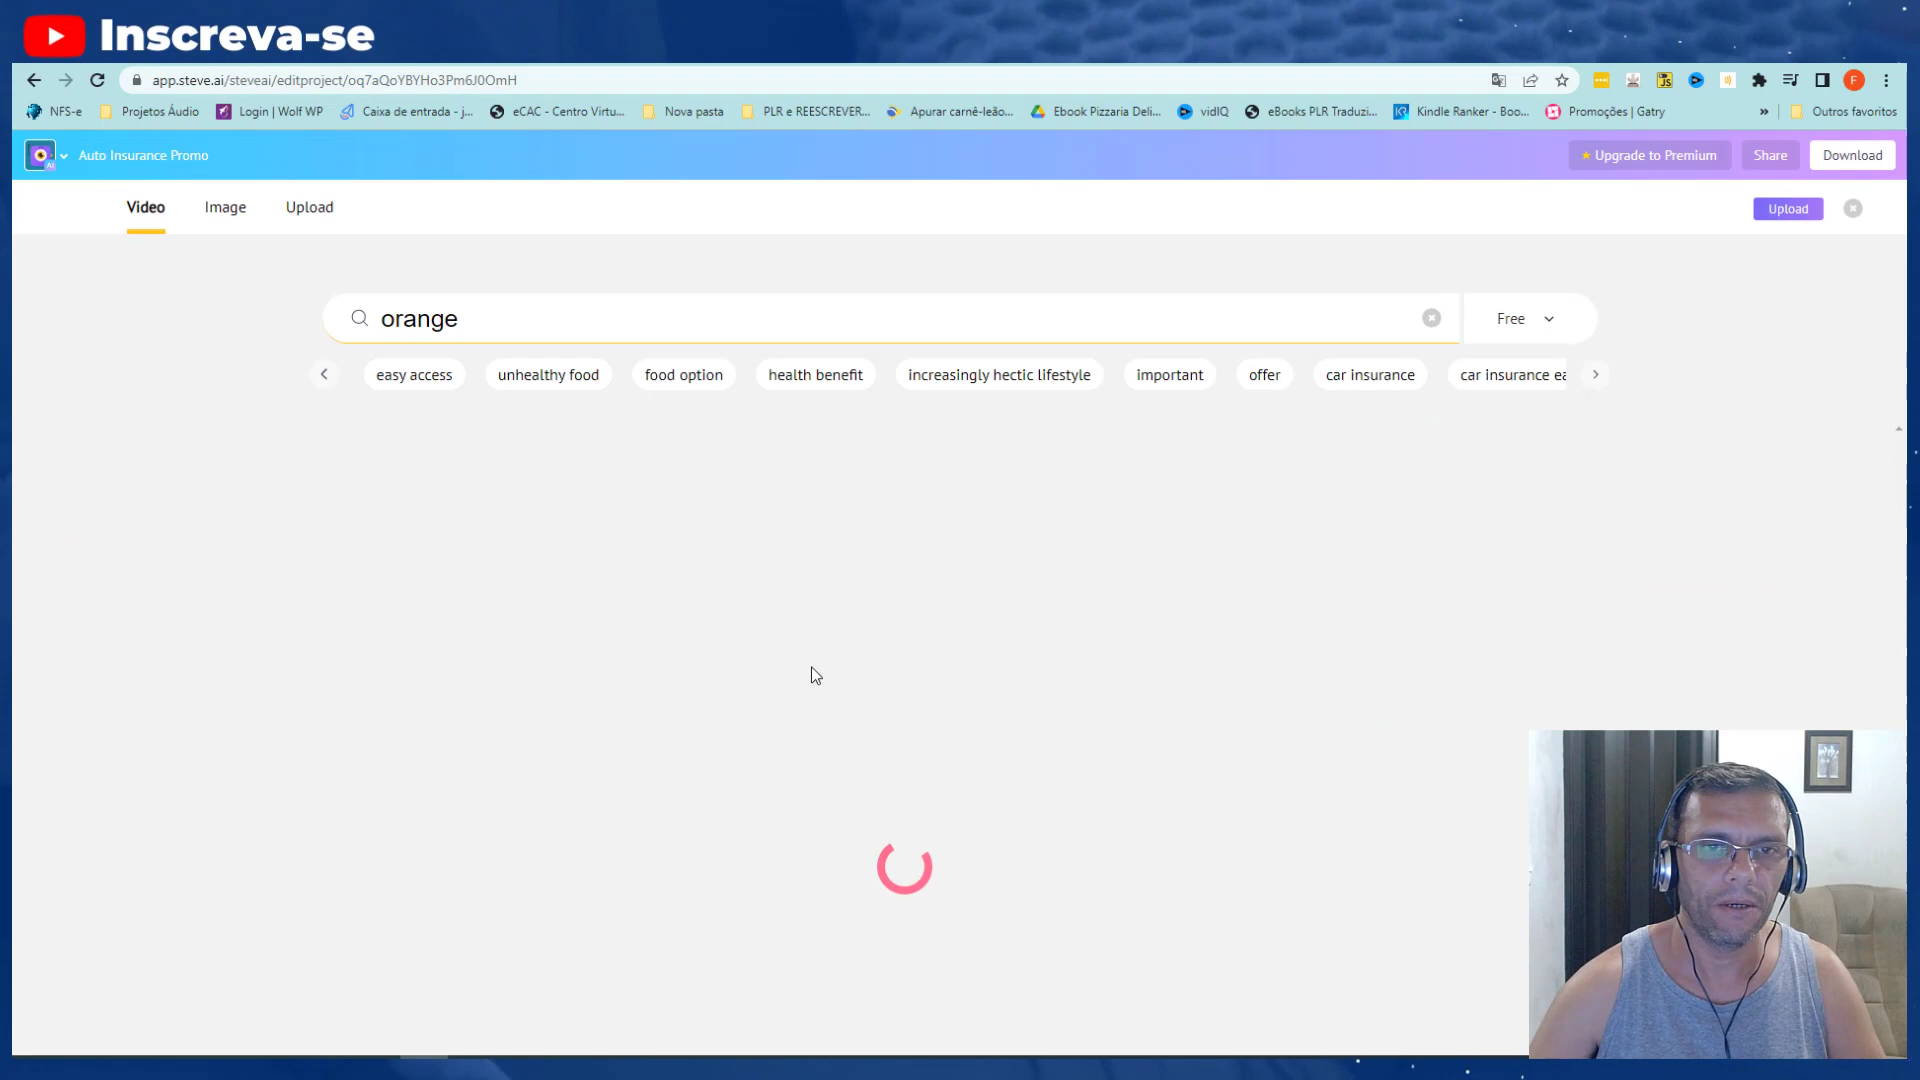 Inscreva-se
app.steve.ai/steveai/editproject/oq7aQoYBYHo3Pm6J0OmH
NFS-e Projetos Áudio Login | Wolf WP Caixa de entrada - j... eCAC - Centro Virtu... Nova pasta PLR e REESCREVER... Apurar carnê-leão... Ebook Pizzaria Deli... vidIQ eBooks PLR Traduzi... Kindle Ranker - Boo... Promoções | Gatry » Outros favoritos
Auto Insurance Promo Upgrade to Premium Share Download
Video Image Upload Upload
orange Free
easy access unhealthy food food option health benefit increasingly hectic lifestyle important offer car insurance car insurance ea